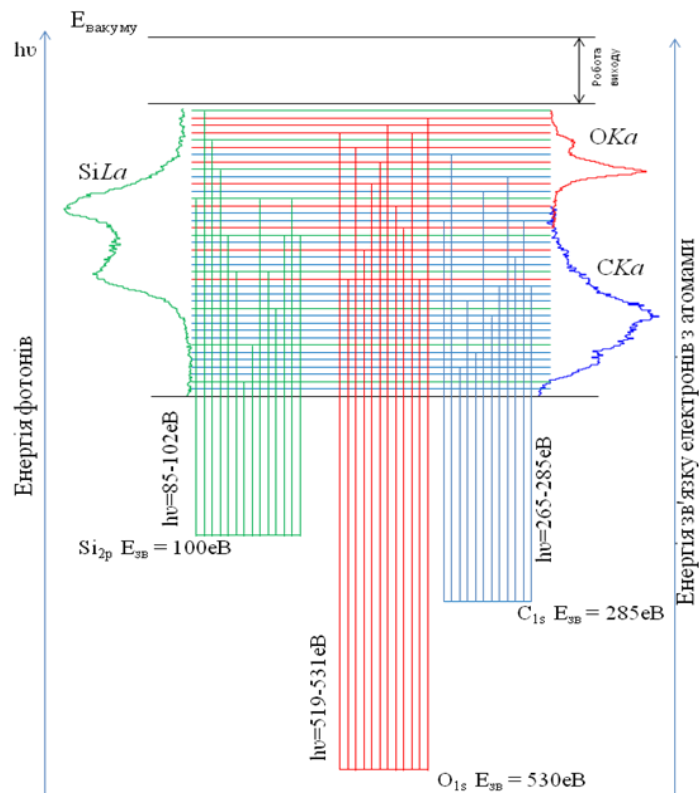 Eвакуму
hυ
Робота
виходу
OKa
SiLa
CKa
Енергія фотонів
Енергія зв'язку електронів з атомами
hυ=85-102eB
hυ=265-285eB
Si2p Eзв = 100eB
C1s Eзв = 285eB
hυ=519-531eB
O1s Eзв = 530eB